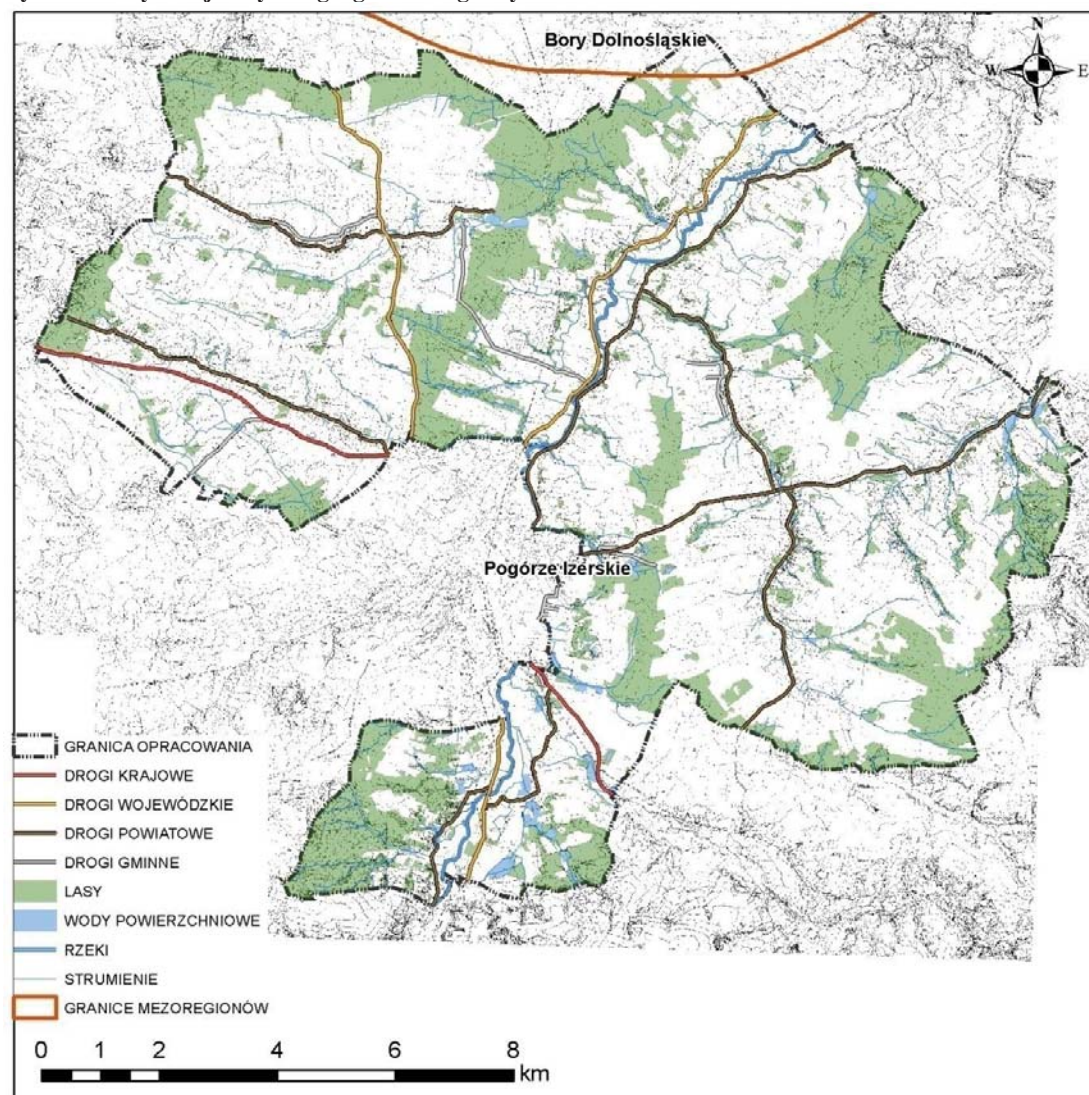 Bory Dolnośląskie
N
W
E
S
Pogórze Izerskie
GRANICA OPRACOWANIA
DROGI KRAJOWE
DROGI WOJEWÓDZKIE
DROGI POWIATOWE
DROGI GMINNE
LASY
WODY POWIERZCHNIOWE
RZEKI
STRUMIENIE
GRANICE MEZOREGIONÓW
0 1 2 4 6 8
km